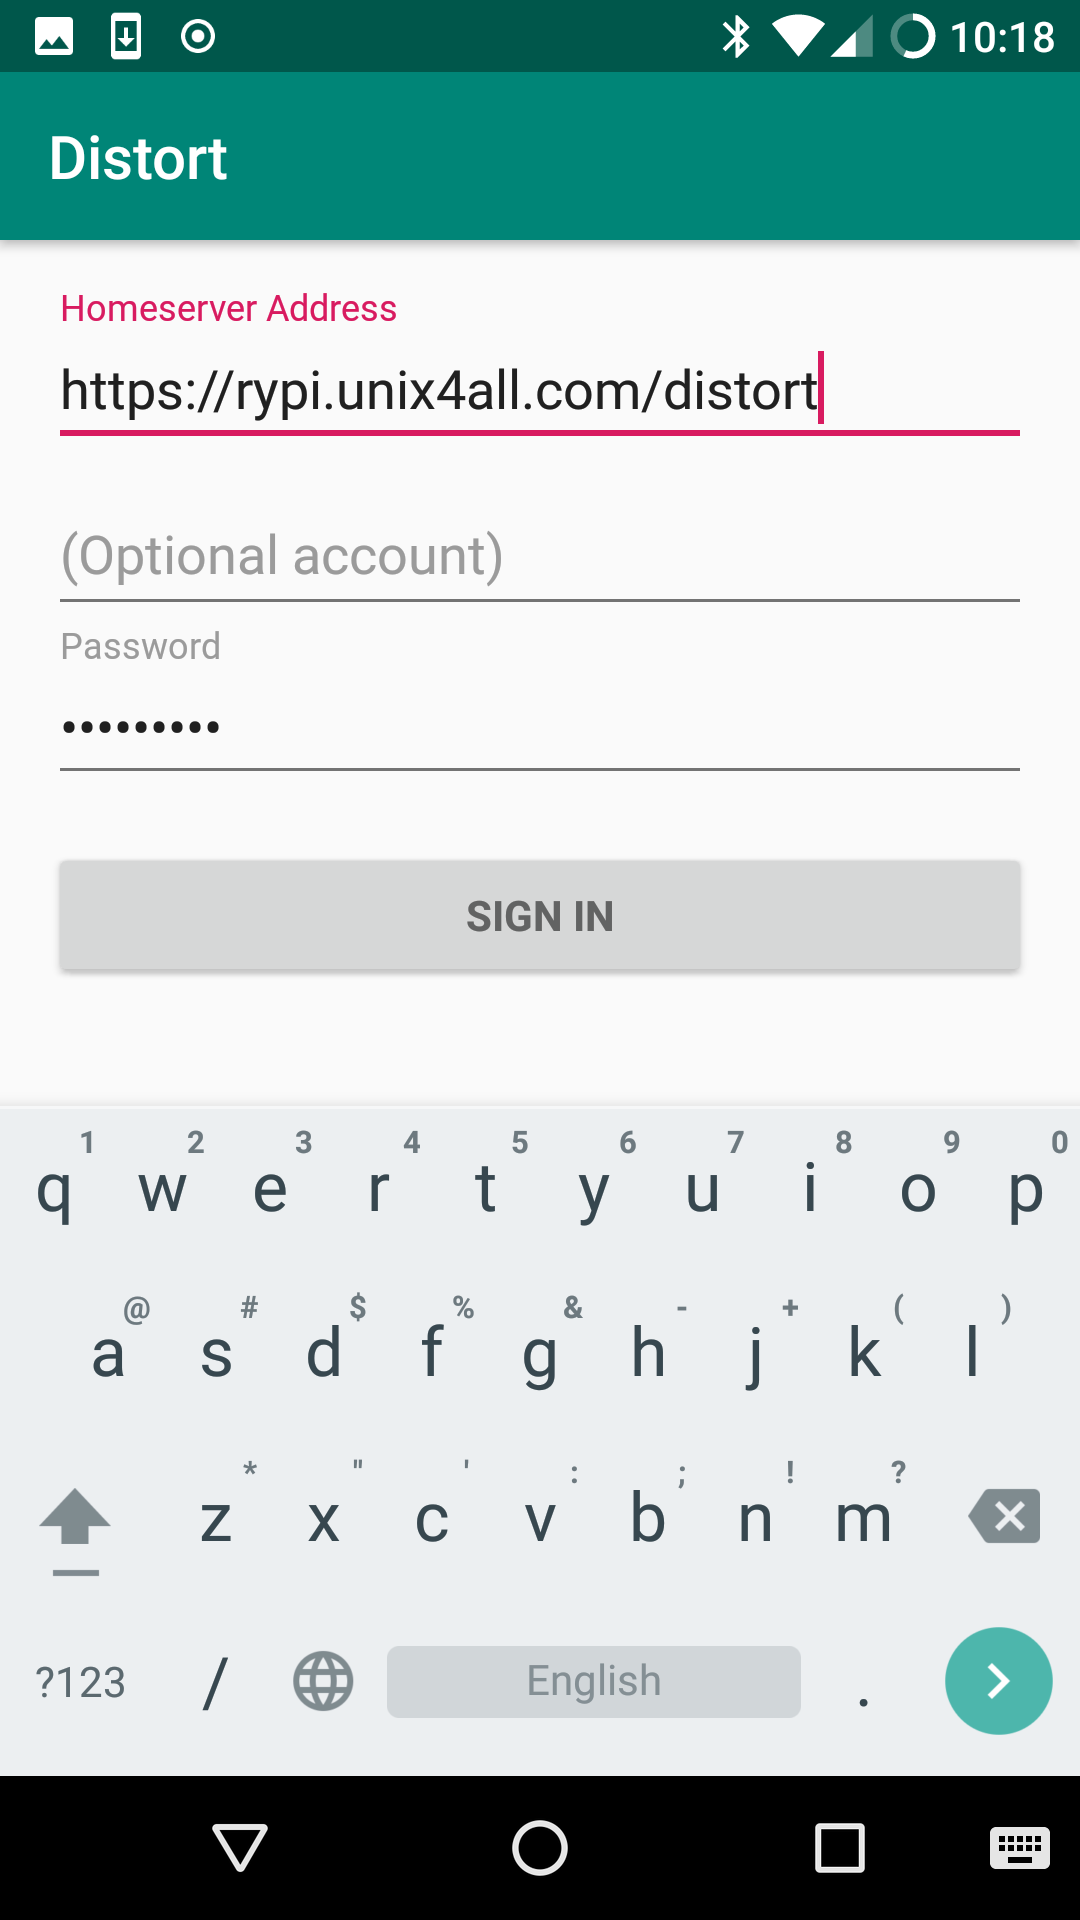 10:18
Distort
Homeserver Address
https://rypi.unix4all.com/distort
(Optional account)
Password
•••••••••
SIGN IN
1 2 3 4 5 6 7 8 9 0
q w e r t y u i o p
@ # $ % & - + ( )
a s d f g h j k l
* " ' : ; ! ?
z x c v b n m
?123 / English .